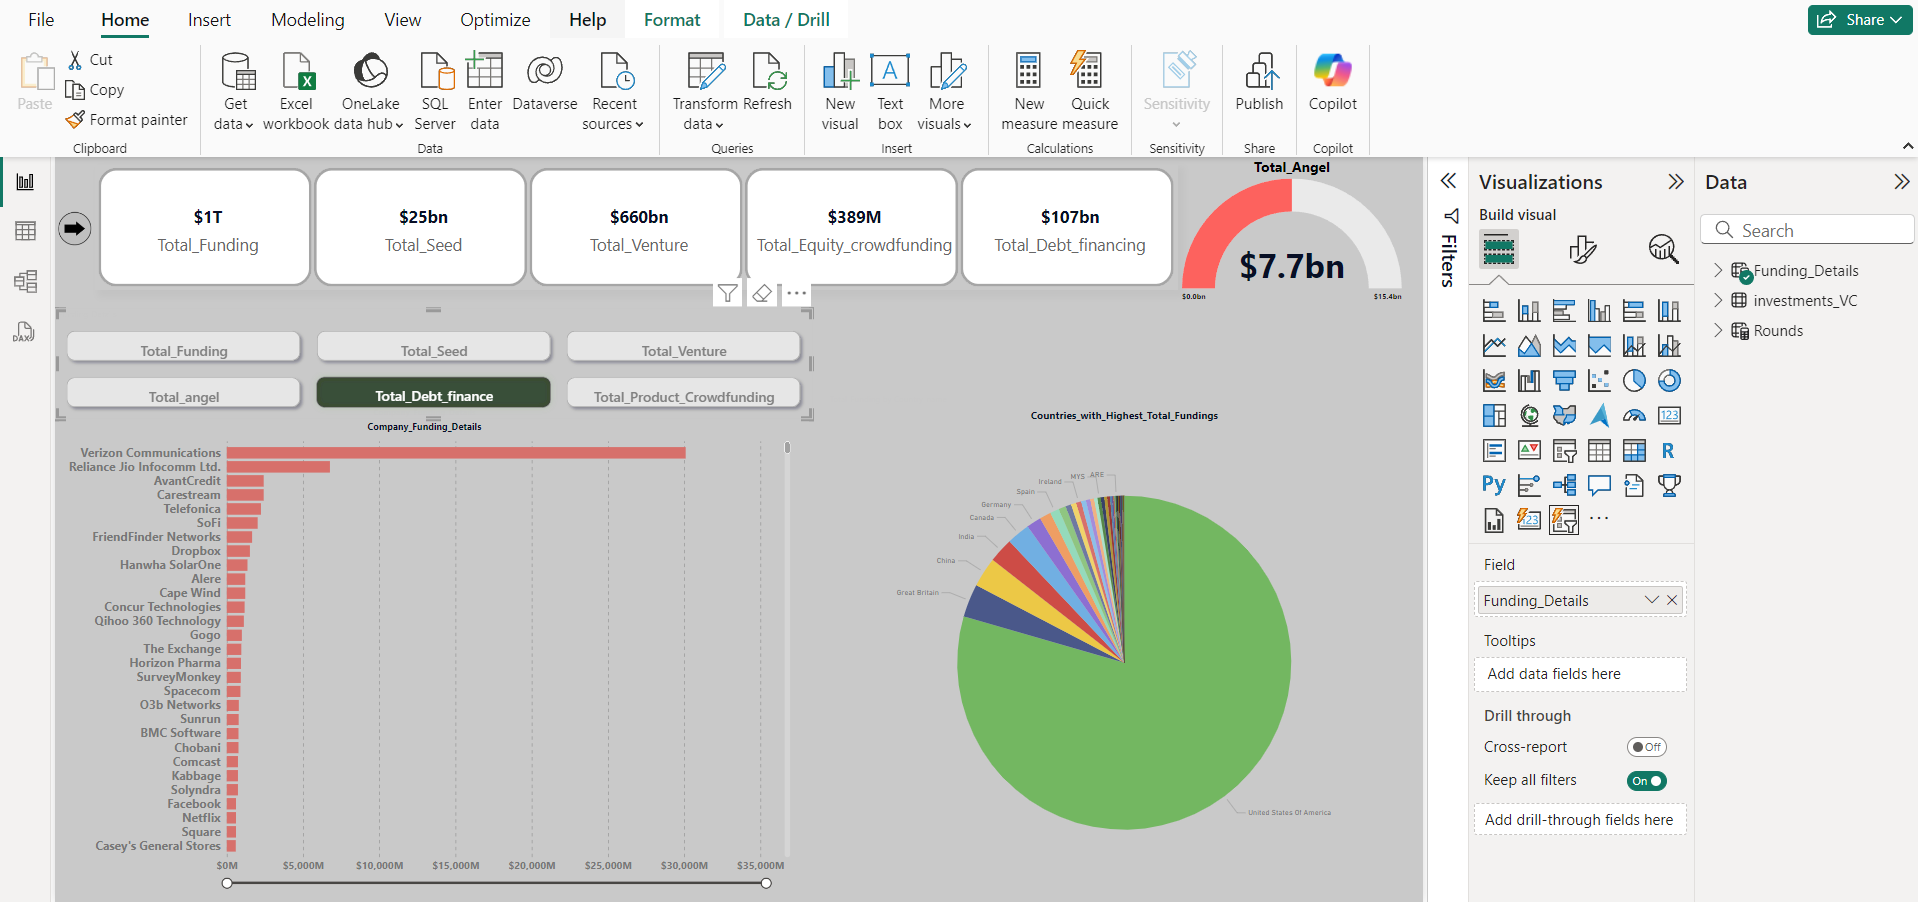 File Home Insert Modeling View Optimize Help Format Data / Drill Share
Paste
Cut
Copy
Format painter
Clipboard
Get data
Excel workbook
OneLake data hub
SQL Server
Enter data
Dataverse
Recent sources
Data
Transform data
Refresh
Queries
New visual
Text box
More visuals
Insert
New measure
Quick measure
Calculations
Sensitivity
Sensitivity
Publish
Share
Copilot
Copilot
$1T
Total_Funding
$25bn
Total_Seed
$660bn
Total_Venture
$389M
Total_Equity_crowdfunding
$107bn
Total_Debt_financing
Total_Angel
$7.7bn
$0.0bn
$15.4bn
Total_Funding
Total_Seed
Total_Venture
Total_angel
Total_Debt_finance
Total_Product_Crowdfunding
Company_Funding_Details
Verizon Communications
Reliance Jio Infocomm Ltd.
AvantCredit
Carestream
Telefonica
SoFi
FriendFinder Networks
Dropbox
Hanwha SolarOne
Alere
Cape Wind
Concur Technologies
Qihoo 360 Technology
Gogo
The Exchange
Horizon Pharma
SurveyMonkey
Spacecom
O3b Networks
Sunrun
BMC Software
Chobani
Comcast
Kabbage
Solyndra
Facebook
Netflix
Square
Casey's General Stores
$0M $5,000M $10,000M $15,000M $20,000M $25,000M $30,000M $35,000M
Countries_with_Highest_Total_Fundings
ARE
MYS
Ireland
Spain
Germany
Canada
India
China
Great Britain
United States Of America
Filters
Visualizations
Build visual
123
R
Py
123
Field
Funding_Details
Tooltips
Add data fields here
Drill through
Cross-report
Off
Keep all filters
On
Add drill-through fields here
Data
Search
Funding_Details
investments_VC
Rounds
DAX